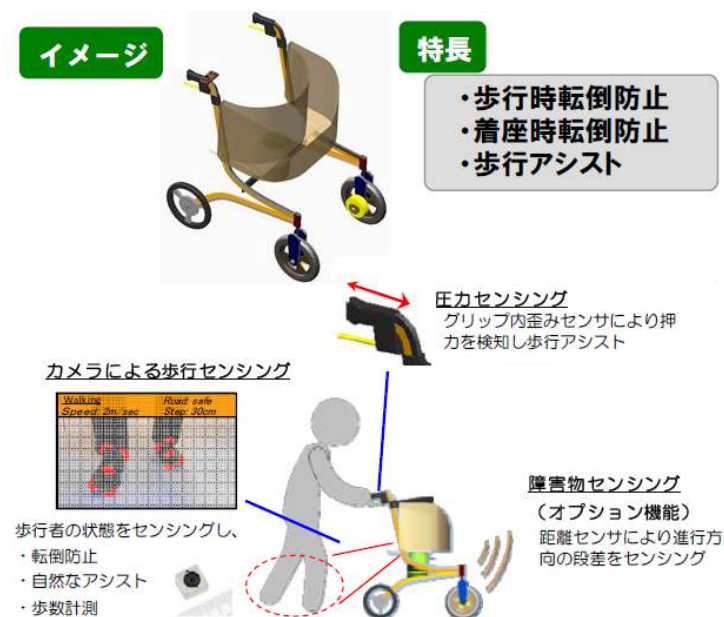 イメージ
特長
・歩行時転倒防止
・着座時転倒防止
・歩行アシスト
圧力センシング
グリップ内歪みセンサにより押
力を検知し歩行アシスト
カメラによる歩行センシング
Walking Road: safe
Speed: 2m/sec Step: 30cm
歩行者の状態をセンシングし、
・転倒防止
・自然なアシスト
・歩数計測
障害物センシング
（オプション機能）
距離センサにより進行方
向の段差をセンシング